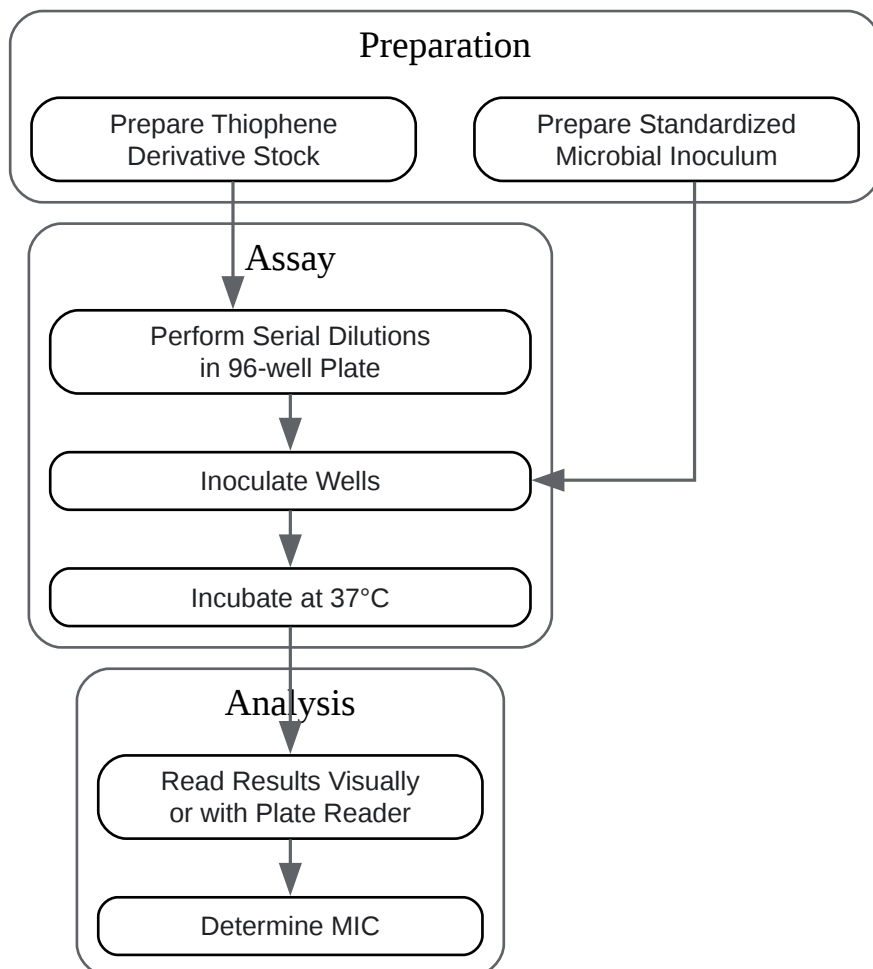 Preparation
Prepare Thiophene
Derivative Stock
Prepare Standardized
Microbial Inoculum
Assay
Perform Serial Dilutions
in 96-well Plate
Inoculate Wells
Incubate at 37°C
Analysis
Read Results Visually
or with Plate Reader
Determine MIC